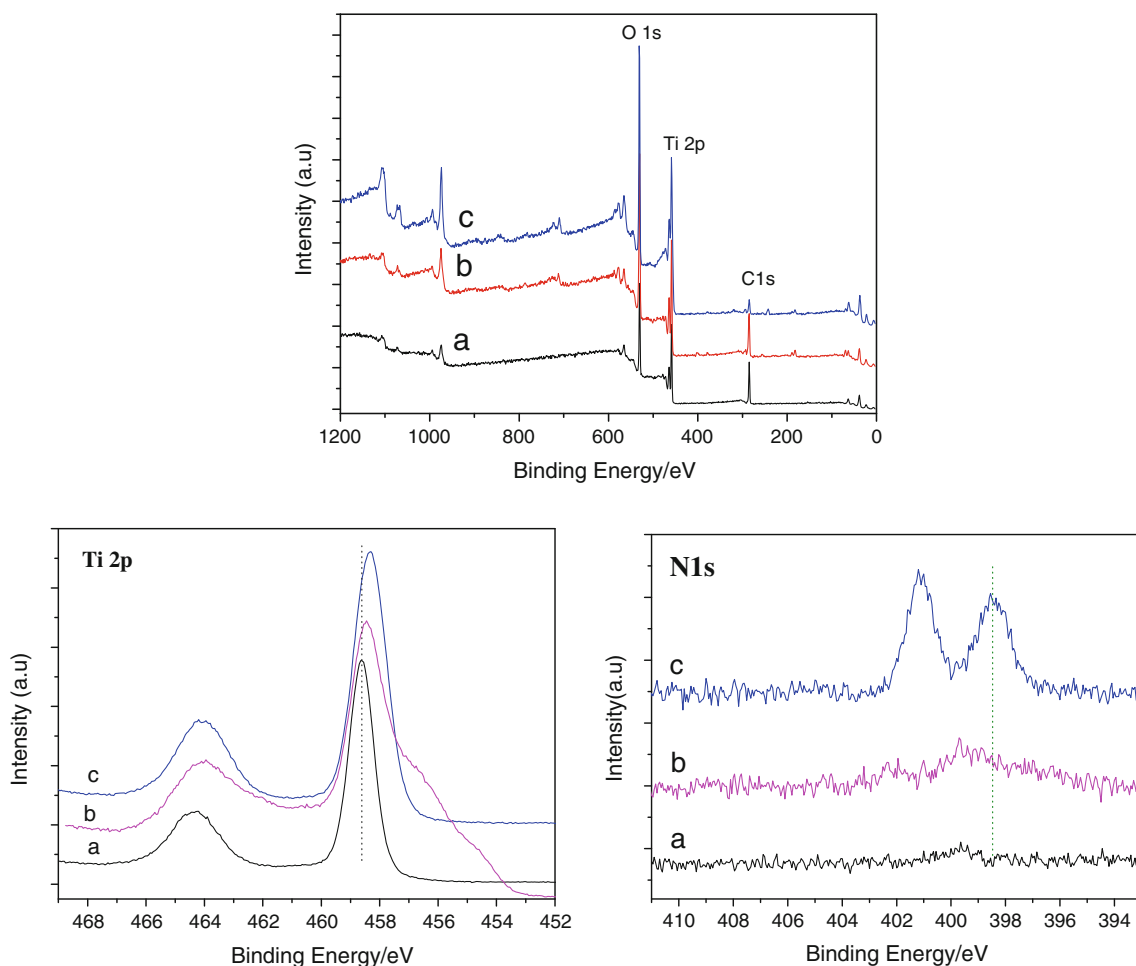 O 1s
Ti 2p
C1s
c
b
a
Intensity (a.u)
1200 1000 800 600 400 200 0
Binding Energy/eV
Ti 2p
c
b
a
Intensity (a.u)
468 466 464 462 460 458 456 454 452
Binding Energy/eV
N1s
c
b
a
Intensity(a.u)
410 408 406 404 402 400 398 396 394
Binding Energy/eV